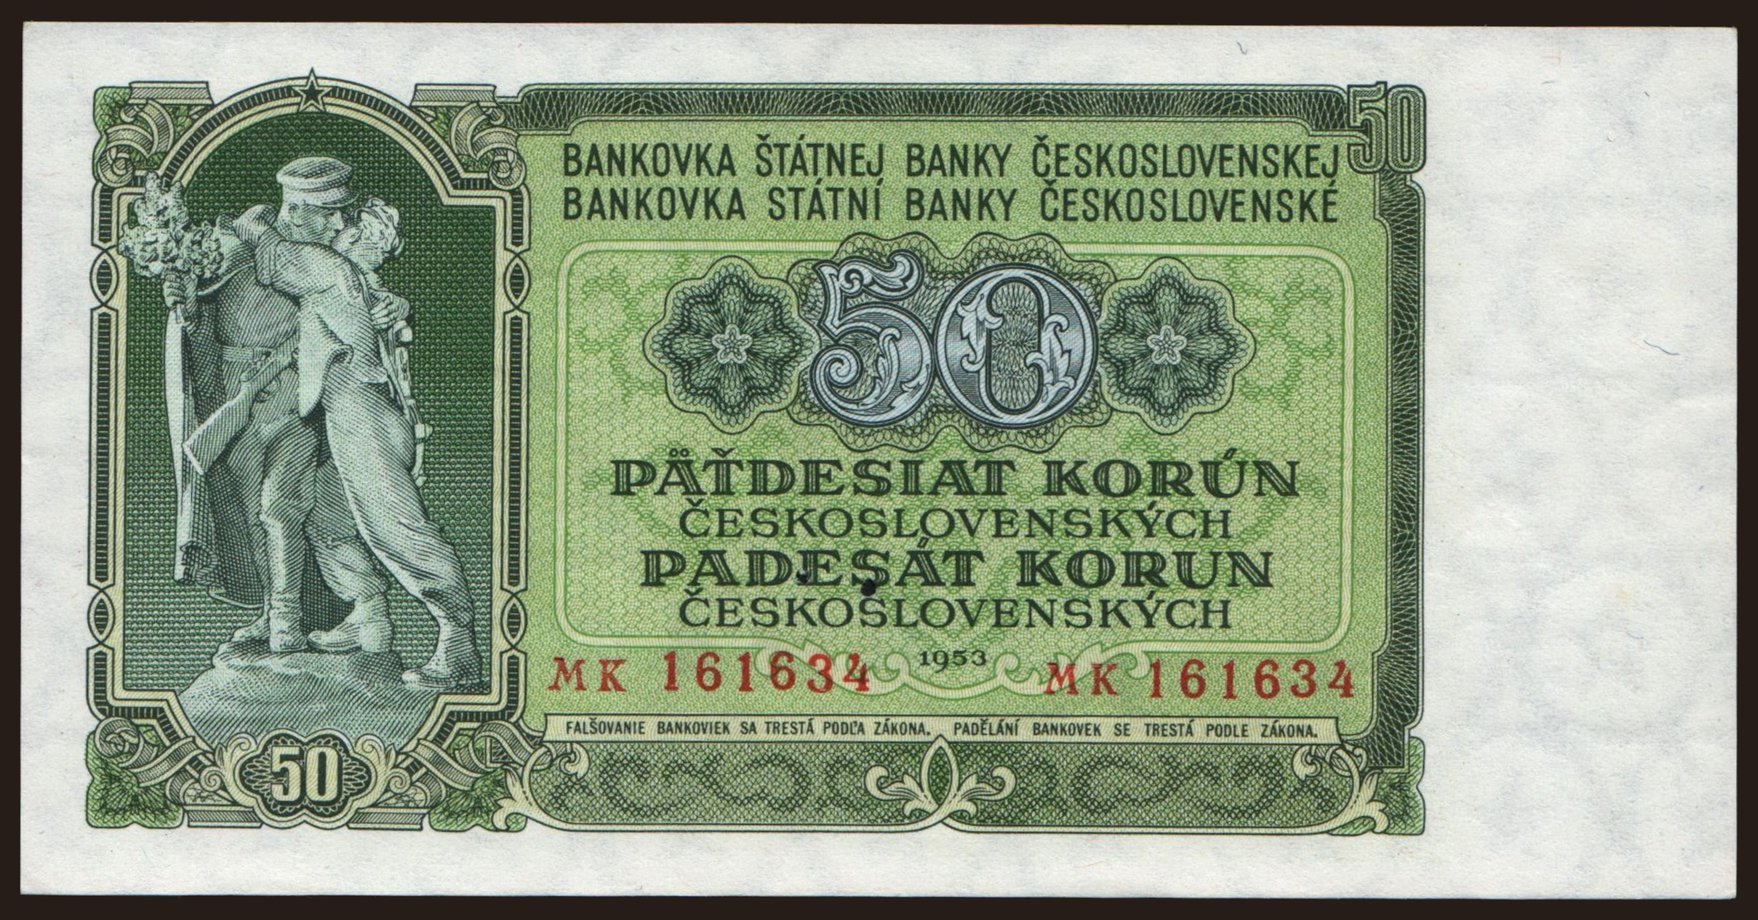 50
BANKOVKA ŠTÁTNEJ BANKY ČESKOSLOVENSKEJ
BANKOVKA STÁTNÍ BANKY ČESKOSLOVENSKÉ
50
PÄŤDESIAT KORÚN
ČESKOSLOVENSKÝCH
PADESÁT KORUN
ČESKOSLOVENSKÝCH
1953
MK 161634 MK 161634
FALŠOVANIE BANKOVIEK SA TRESTÁ PODĽA ZÁKONA. PADĚLÁNÍ BANKOVEK SE TRESTÁ PODLE ZÁKONA.
50